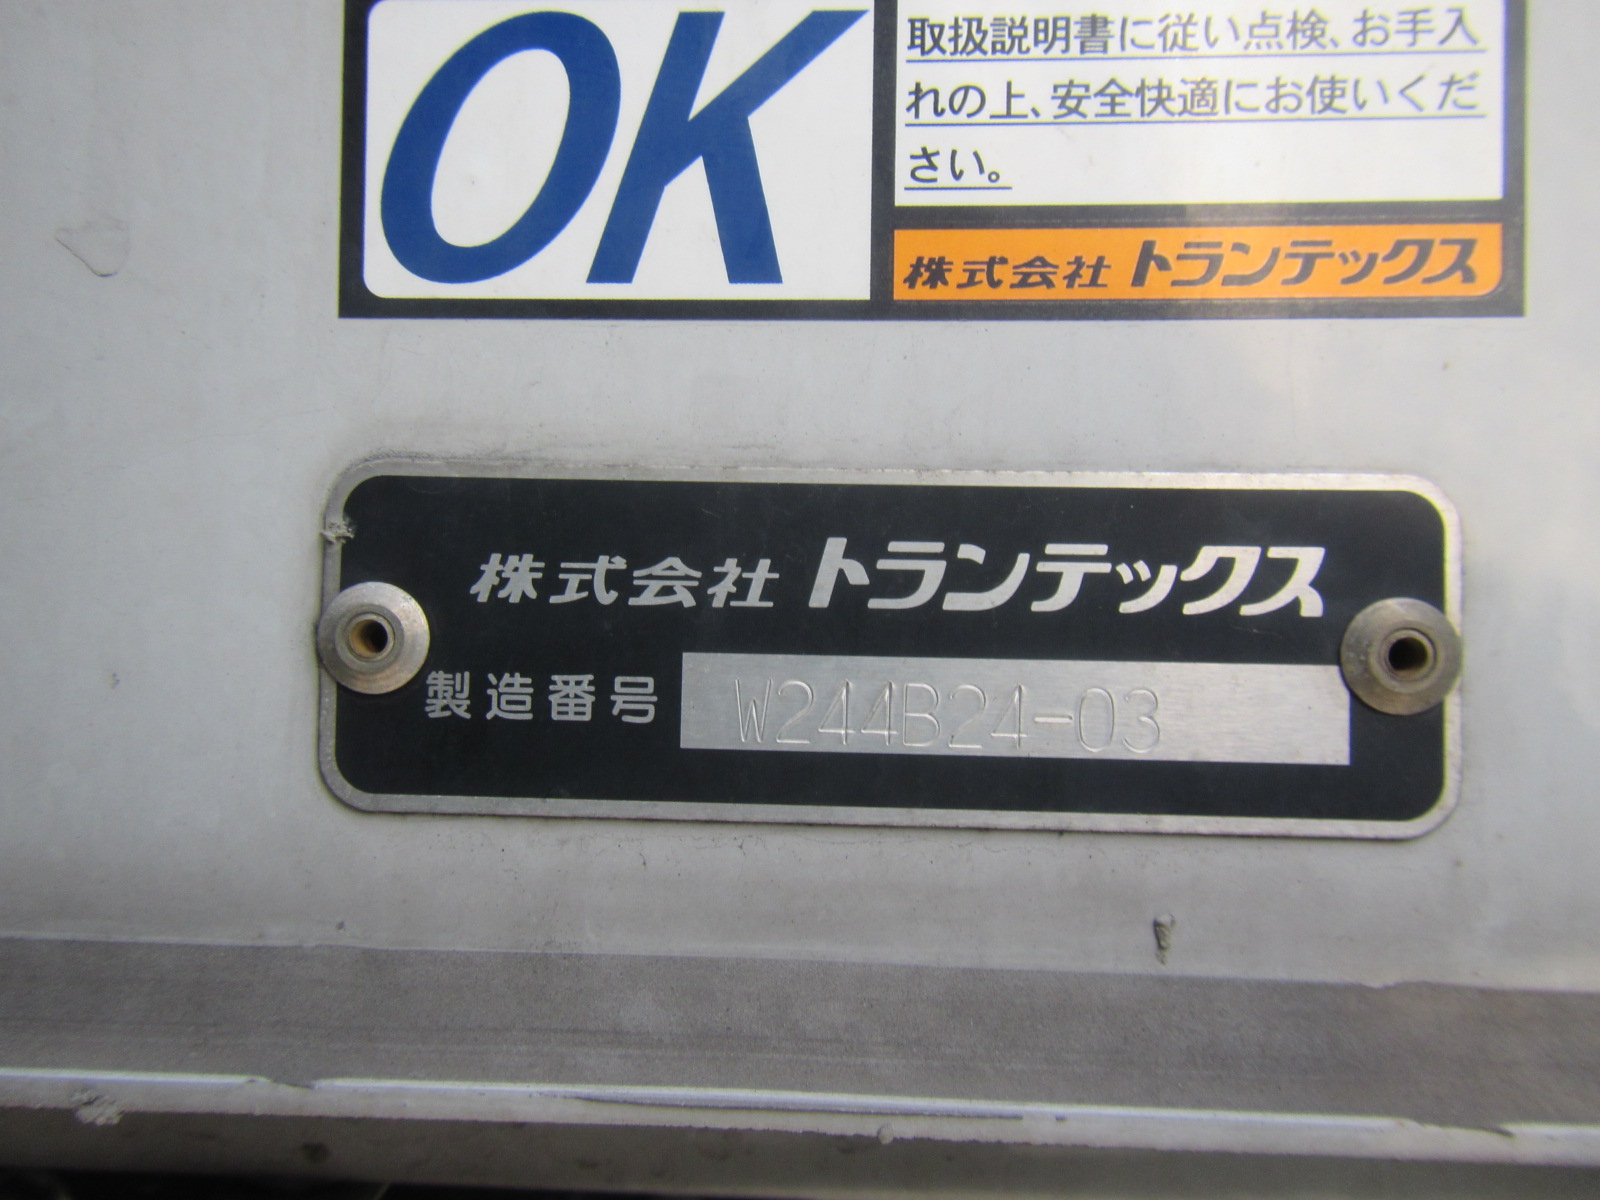 OK
取扱説明書に従い点検、お手入
れの上、安全快適にお使いくだ
さい。
株式会社 トランテックス
株式会社 トランテックス
製造番号 W244B24-03